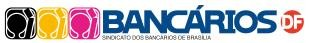 BANCÁRIOS DF
SINDICATO DOS BANCÁRIOS DE BRASÍLIA